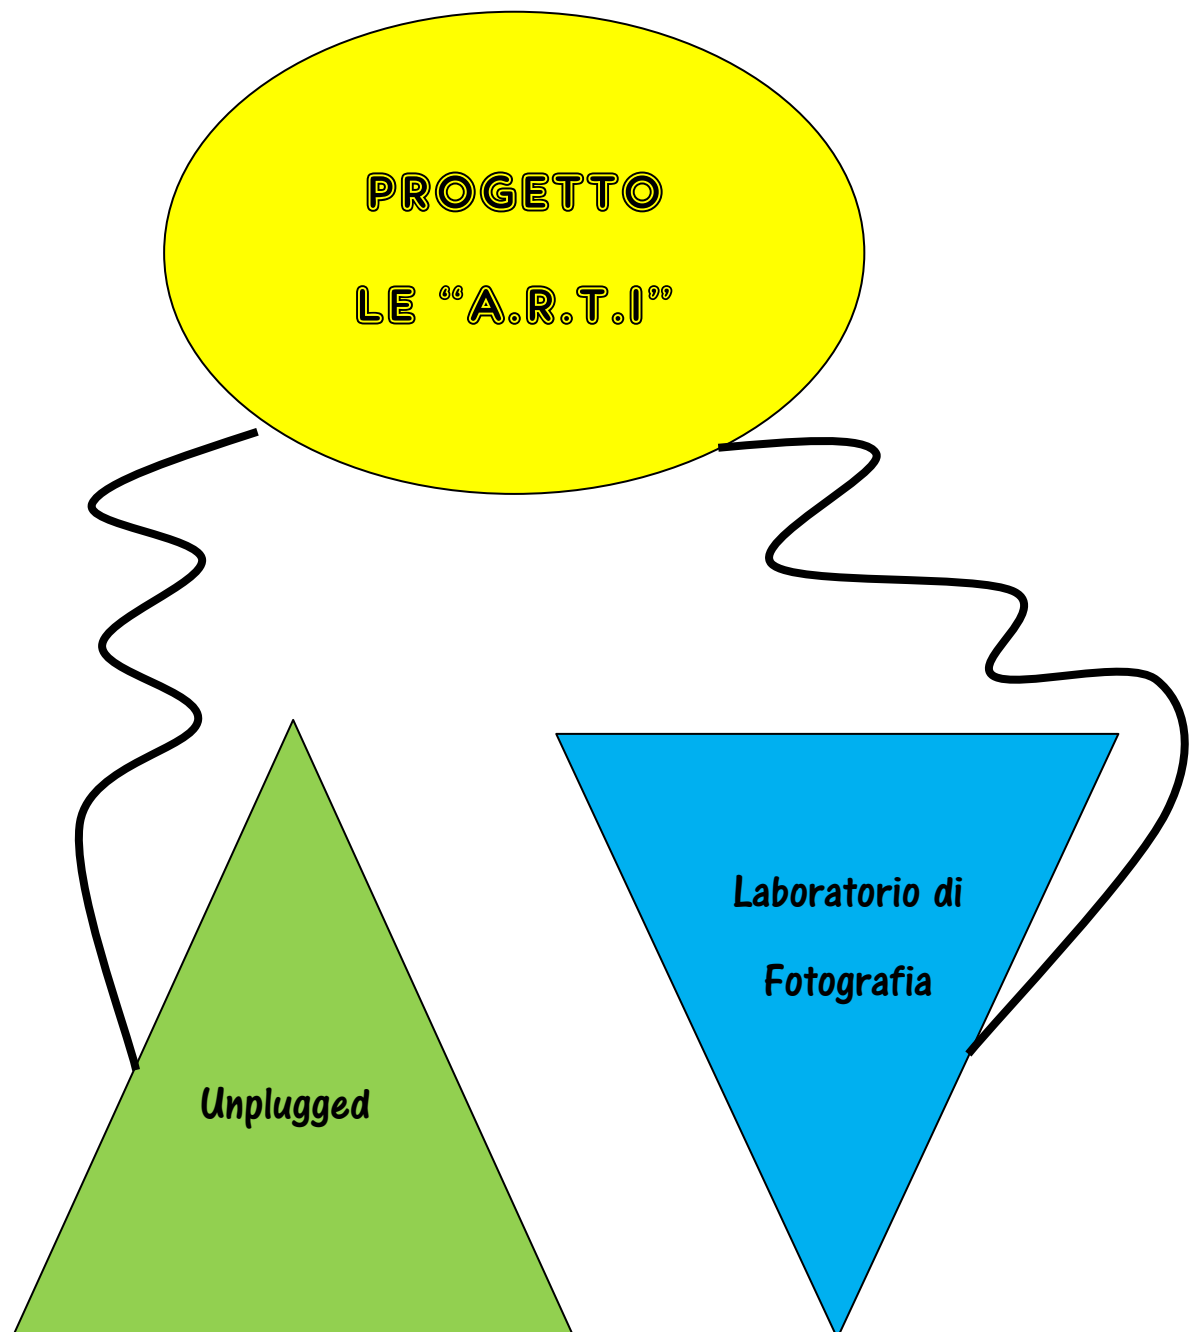 PROGETTO
LE “A.R.T.I”
Laboratorio di
Fotografia
Unplugged